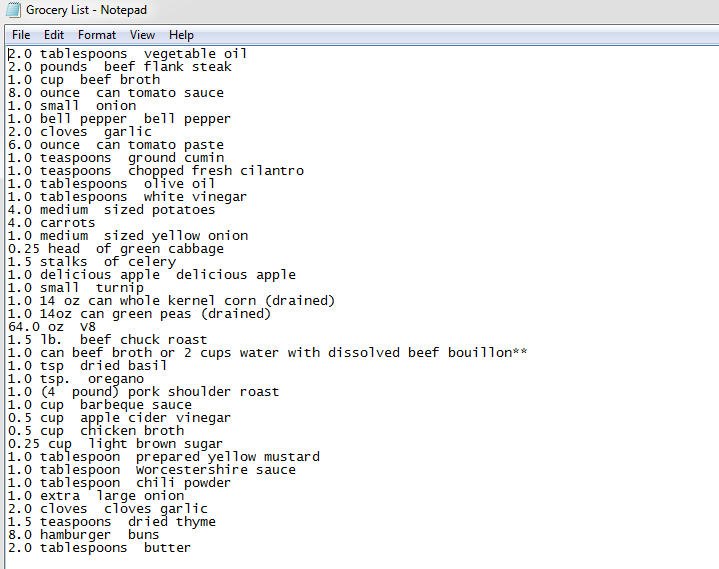 Grocery List - Notepad
File Edit Format View Help
2.0 tablespoons  vegetable oil
2.0 pounds  beef flank steak
1.0 cup  beef broth
8.0 ounce  can tomato sauce
1.0 small  onion
1.0 bell pepper  bell pepper
2.0 cloves  garlic
6.0 ounce  can tomato paste
1.0 teaspoons  ground cumin
1.0 teaspoons  chopped fresh cilantro
1.0 tablespoons  olive oil
1.0 tablespoons  white vinegar
4.0 medium  sized potatoes
4.0 carrots
1.0 medium  sized yellow onion
0.25 head  of green cabbage
1.5 stalks  of celery
1.0 delicious apple  delicious apple
1.0 small  turnip
1.0 14 oz can whole kernel corn (drained)
1.0 14oz can green peas (drained)
64.0 oz  V8
1.5 lb.  beef chuck roast
1.0 can beef broth or 2 cups water with dissolved beef bouillon**
1.0 tsp  dried basil
1.0 tsp.  oregano
1.0 (4  pound) pork shoulder roast
1.0 cup  barbeque sauce
0.5 cup  apple cider vinegar
0.5 cup  chicken broth
0.25 cup  light brown sugar
1.0 tablespoon  prepared yellow mustard
1.0 tablespoon  Worcestershire sauce
1.0 tablespoon  chili powder
1.0 extra  large onion
2.0 cloves  cloves garlic
1.5 teaspoons  dried thyme
8.0 hamburger  buns
2.0 tablespoons  butter